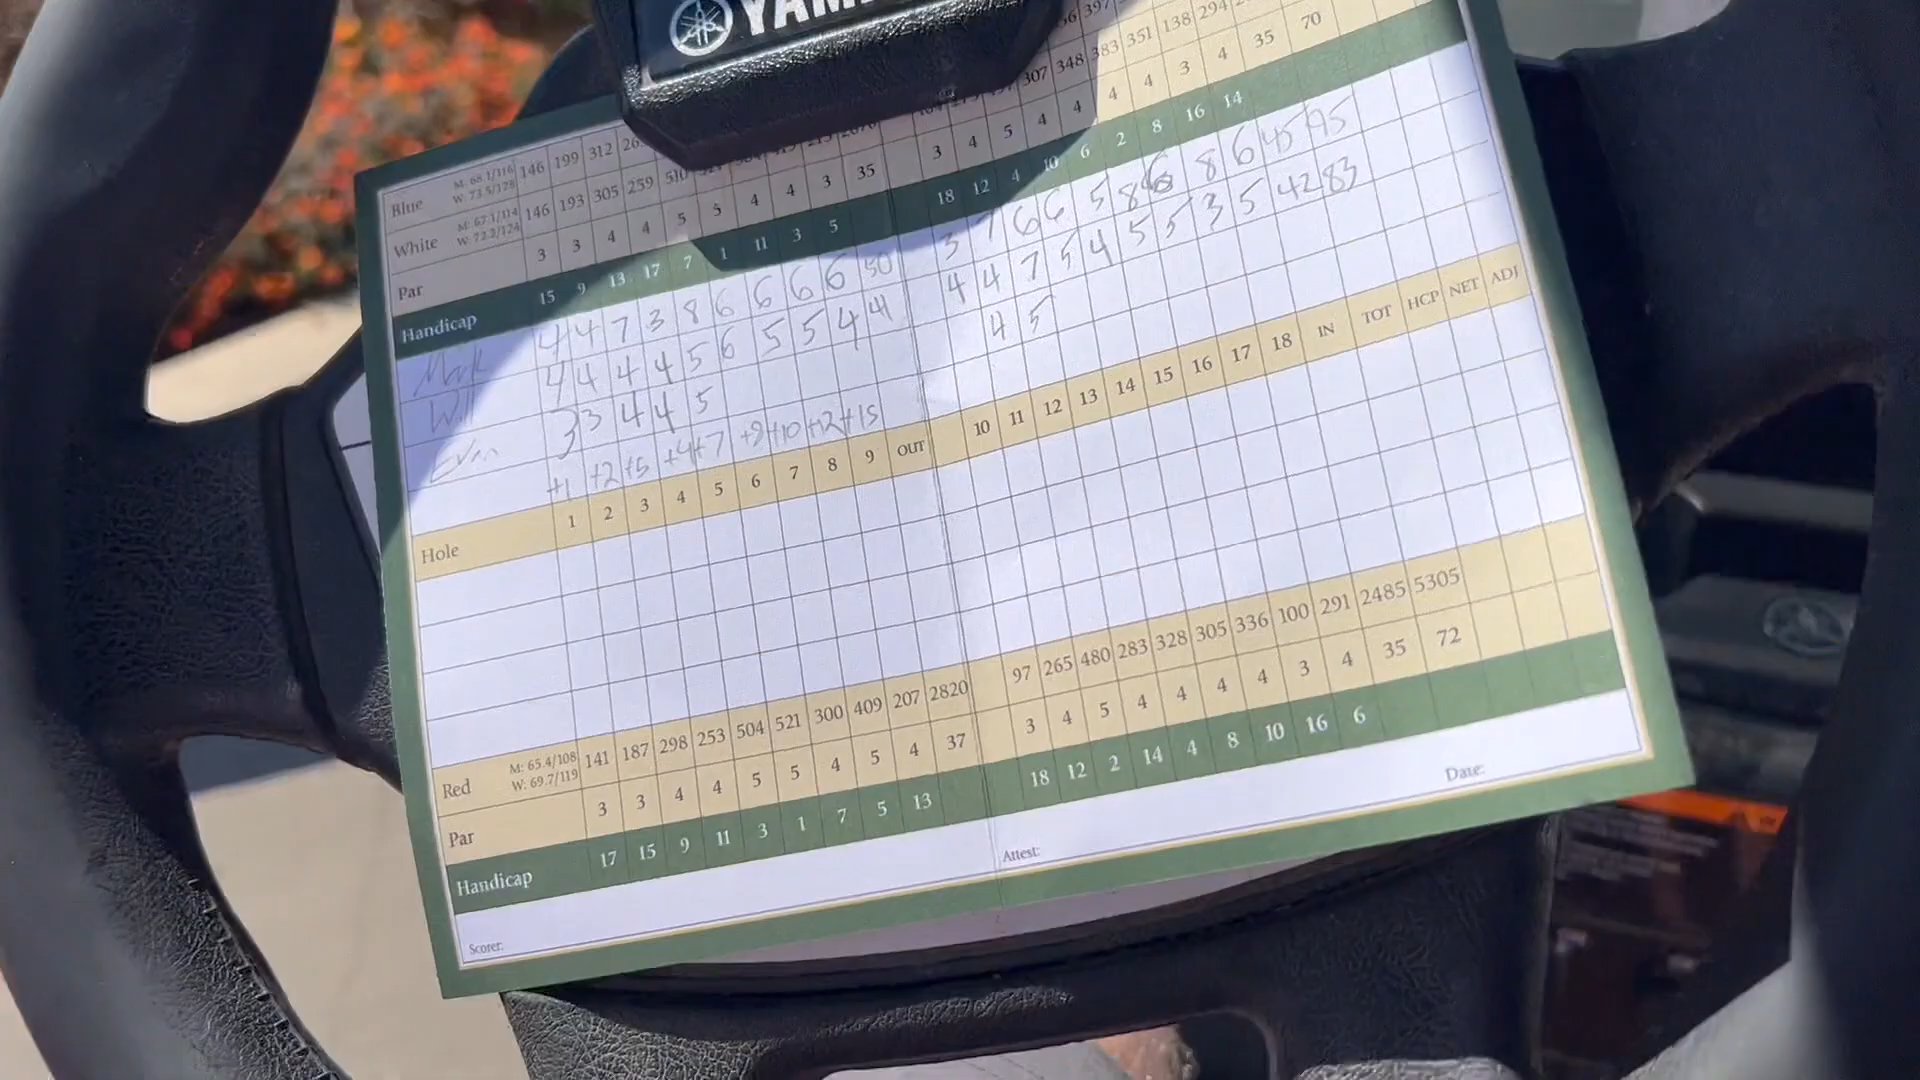 YAM
56 397 351 138 294
Blue M: 68.1/116 W: 73.5/128 146 199 312 307 348 383 35 70
White M: 67.1/114 W: 72.2/124 146 193 305 259 510
Par 3 3 4 4 5 5 4 4 3 35 3 4 5 4 4 4 4 3 4 35 70
Handicap 15 9 13 17 7 1 11 3 5 18 12 4 10 6 2 8 16 14
Mark 4 4 7 3 8 6 6 6 6 50 3 7 6 6 5 8 6 8 6 45 95
Will 4 4 4 4 5 6 5 5 4 41 4 4 7 5 4 5 5 3 5 42 83
3 3 4 4 5 4 5
+1 +2 +5 +4 +7 +9 +10 +12 +15
Hole 1 2 3 4 5 6 7 8 9 OUT 10 11 12 13 14 15 16 17 18 IN TOT HCP NET ADJ
Red M: 65.4/108 W: 69.7/119 141 187 298 253 504 521 300 409 207 2820 97 265 480 283 328 305 336 100 291 2485 5305
Par 3 3 4 4 5 5 4 5 4 37 3 4 5 4 4 4 4 3 4 35 72
Handicap 17 15 9 11 3 1 7 5 13 18 12 2 14 4 8 10 16 6
Scorer: Attest: Date: